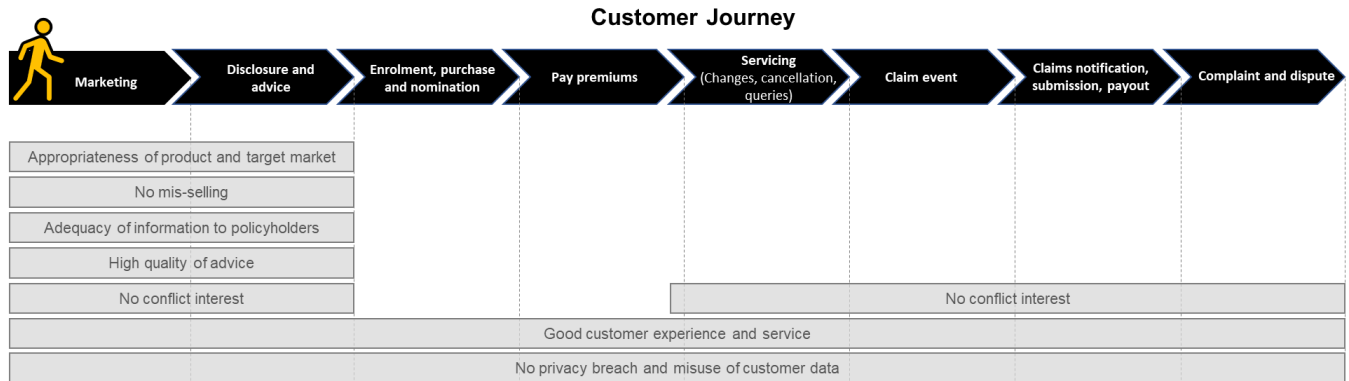 Customer Journey
Marketing
Disclosure and
advice
Enrolment, purchase
and nomination
Pay premiums
Servicing
(Changes, cancellation,
queries)
Claim event
Claims notification,
submission, payout
Complaint and dispute
Appropriateness of product and target market
No mis-selling
Adequacy of information to policyholders
High quality of advice
No conflict interest
No conflict interest
Good customer experience and service
No privacy breach and misuse of customer data